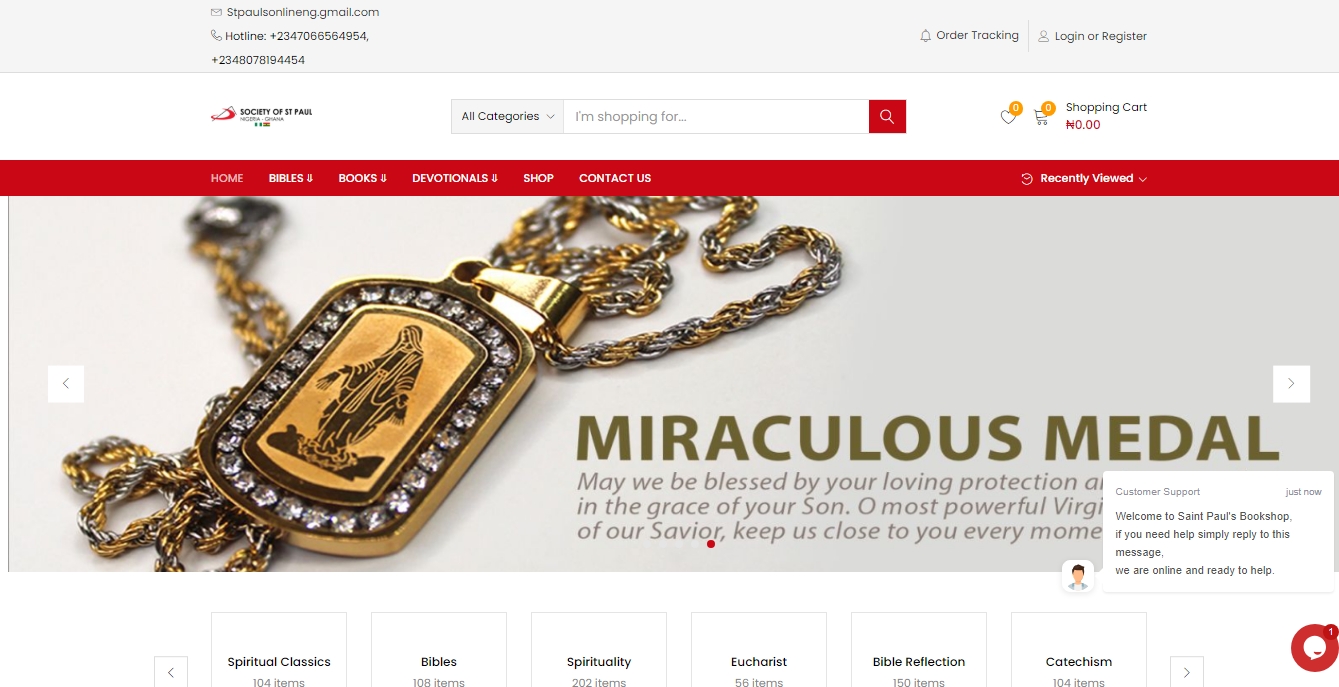 Stpaulsonlineng.gmail.com
Hotline: +2347066564954,
+2348078194454
Order Tracking
Login or Register
SOCIETY OF ST PAUL
NIGERIA - GHANA
All Categories
I'm shopping for...
0
0
Shopping Cart
₦0.00
HOME BIBLES ⇓ BOOKS ⇓ DEVOTIONALS ⇓ SHOP CONTACT US
Recently Viewed
MIRACULOUS MEDAL
May we be blessed by your loving protection
in the grace of your Son. O most powerful
of our Savior, keep us close to you every
Customer Support just now
Welcome to Saint Paul's Bookshop,
if you need help simply reply to this
message,
we are online and ready to help.
1
Spiritual Classics
104 items
Bibles
108 items
Spirituality
202 items
Eucharist
56 items
Bible Reflection
150 items
Catechism
104 items